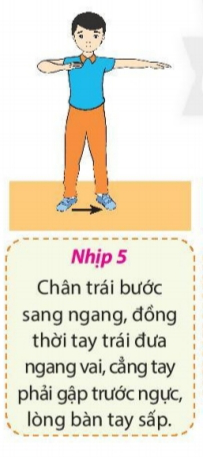 Nhịp 5
Chân trái bước
sang ngang, đồng
thời tay trái đưa
ngang vai, cẳng tay
phải gập trước ngực,
lòng bàn tay sấp.